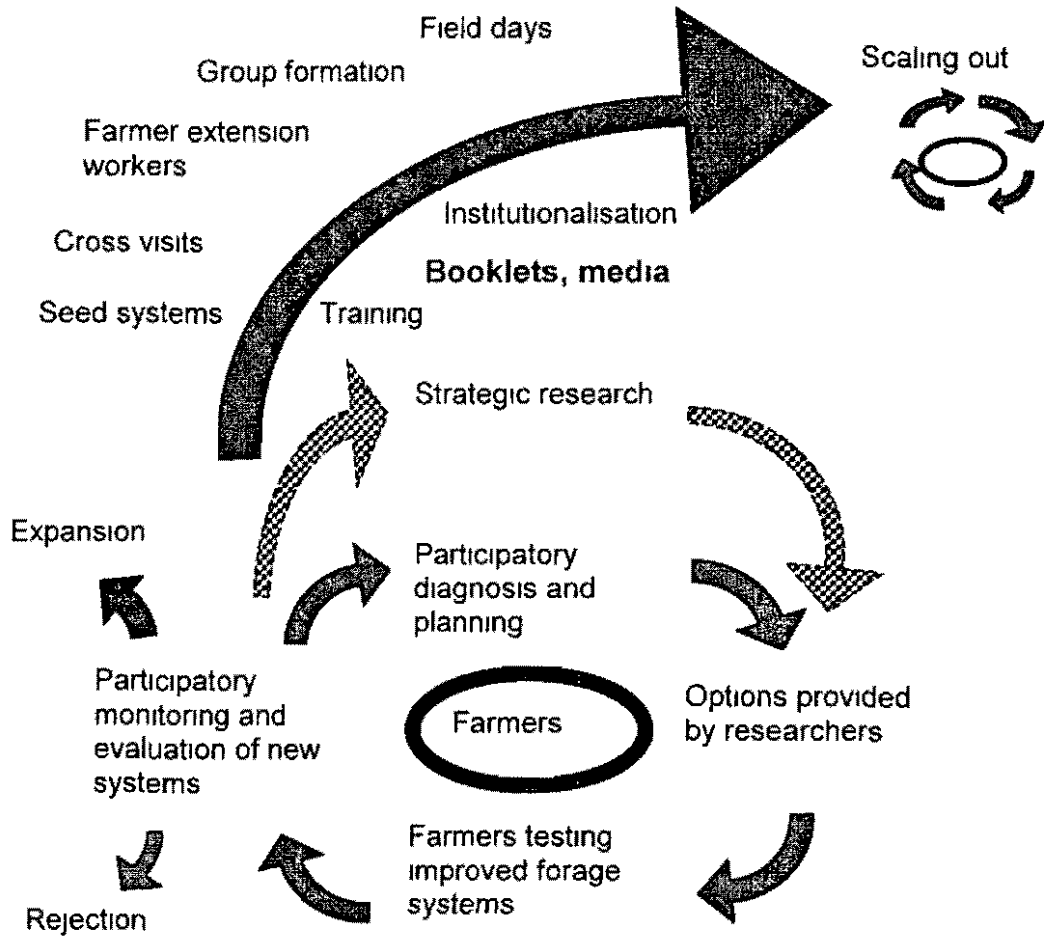 Field days
Group formation
Scaling out
Farmer extension
workers
Institutionalisation
Cross visits
Booklets, media
Seed systems
Training
Strategic research
Expansion
Participatory
diagnosis and
planning
Participatory
monitoring and
evaluation of new
systems
Farmers
Options provided
by researchers
Farmers testing
improved forage
systems
Rejection